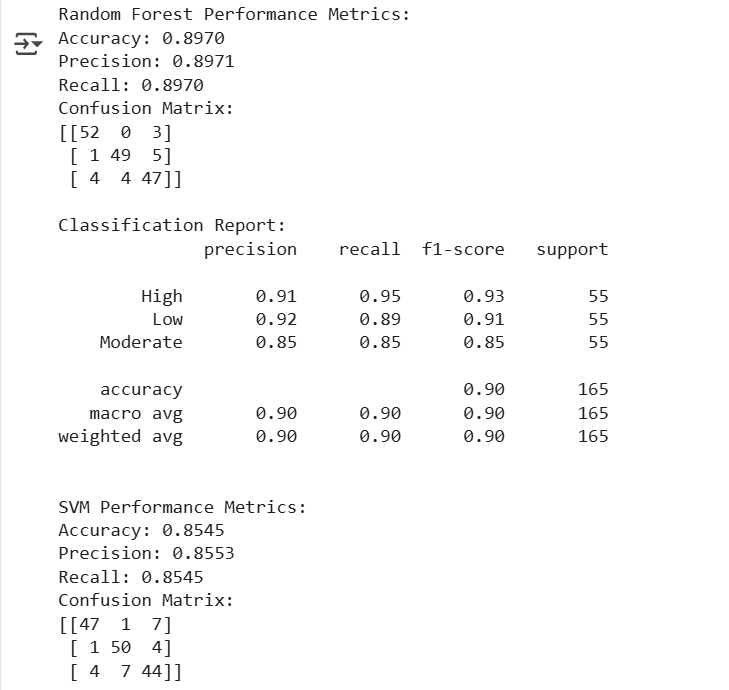 Random Forest Performance Metrics:
Accuracy: 0.8970
Precision: 0.8971
Recall: 0.8970
Confusion Matrix:
[[52  0  3]
 [ 1 49  5]
 [ 4  4 47]]
Classification Report:
precision recall f1-score support
High 0.91 0.95 0.93 55
Low 0.92 0.89 0.91 55
Moderate 0.85 0.85 0.85 55
accuracy 0.90 165
macro avg 0.90 0.90 0.90 165
weighted avg 0.90 0.90 0.90 165
SVM Performance Metrics:
Accuracy: 0.8545
Precision: 0.8553
Recall: 0.8545
Confusion Matrix:
[[47  1  7]
 [ 1 50  4]
 [ 4  7 44]]